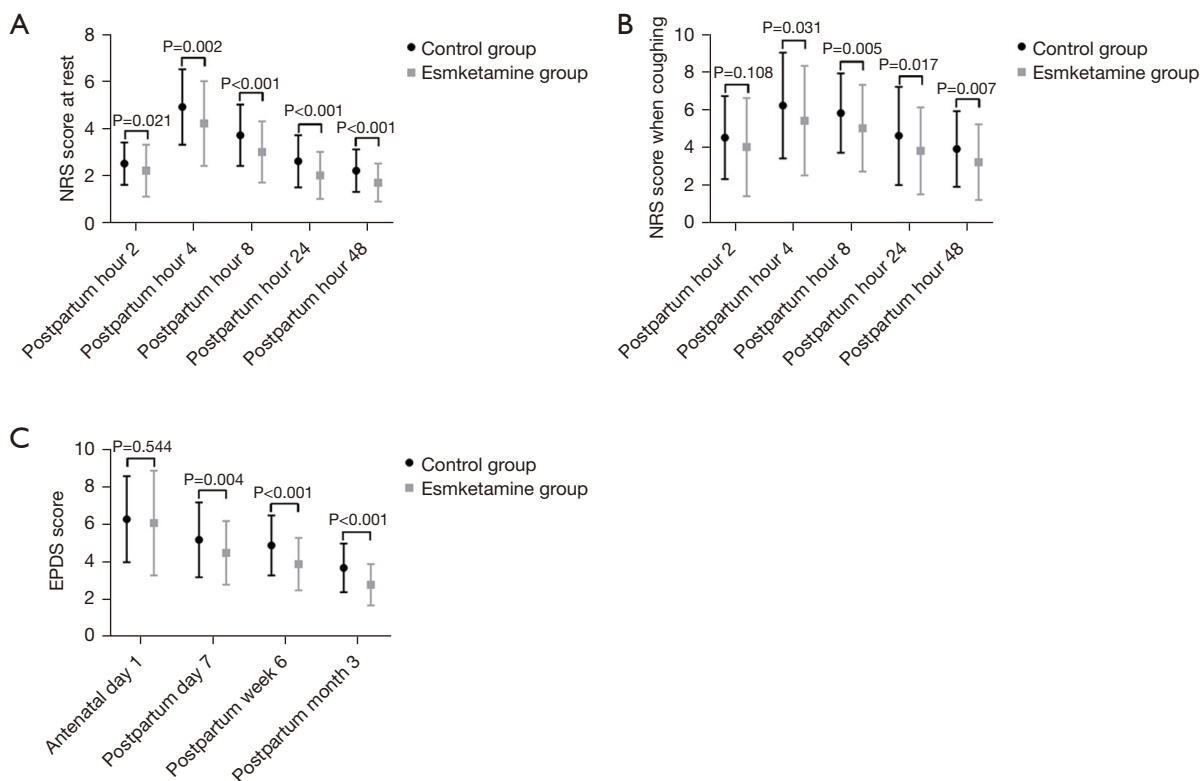 A
NRS score at rest
8
6
4
2
0
P=0.021
P=0.002
P<0.001
P<0.001
P<0.001
Postpartum hour 2
Postpartum hour 4
Postpartum hour 8
Postpartum hour 24
Postpartum hour 48
Control group
Esmketamine group
B
NRS score when coughing
10
8
6
4
2
0
P=0.108
P=0.031
P=0.005
P=0.017
P=0.007
Postpartum hour 2
Postpartum hour 4
Postpartum hour 8
Postpartum hour 24
Postpartum hour 48
Control group
Esmketamine group
C
EPDS score
10
8
6
4
2
0
P=0.544
P=0.004
P<0.001
P<0.001
Antenatal day 1
Postpartum day 7
Postpartum week 6
Postpartum month 3
Control group
Esmketamine group